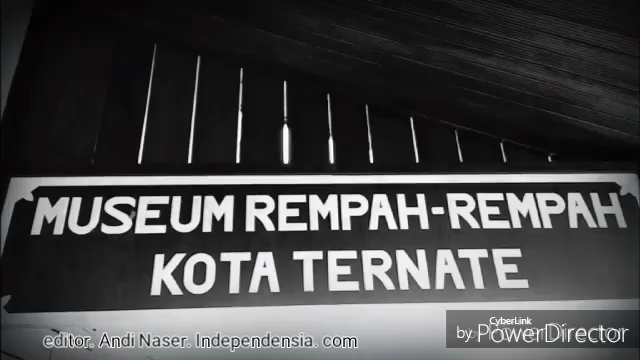 MUSEUM REMPAH-REMPAH
KOTA TERNATE
editor. Andi Naser. Independensia. com
CyberLink
by PowerDirector